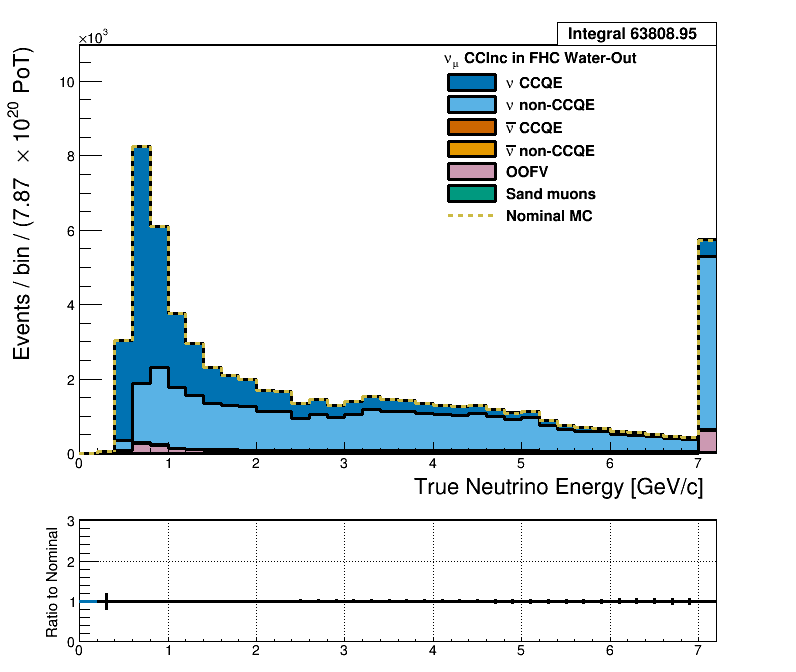 Integral 63808.95
×10³
ν_μ CCInc in FHC Water-Out
ν CCQE
ν non-CCQE
ν̅ CCQE
ν̅ non-CCQE
OOFV
Sand muons
Nominal MC
Events / bin / (7.87 × 10²⁰ PoT)
10
8
6
4
2
0
0 1 2 3 4 5 6 7
True Neutrino Energy [GeV/c]
Ratio to Nominal
3
2
1
0
0 1 2 3 4 5 6 7